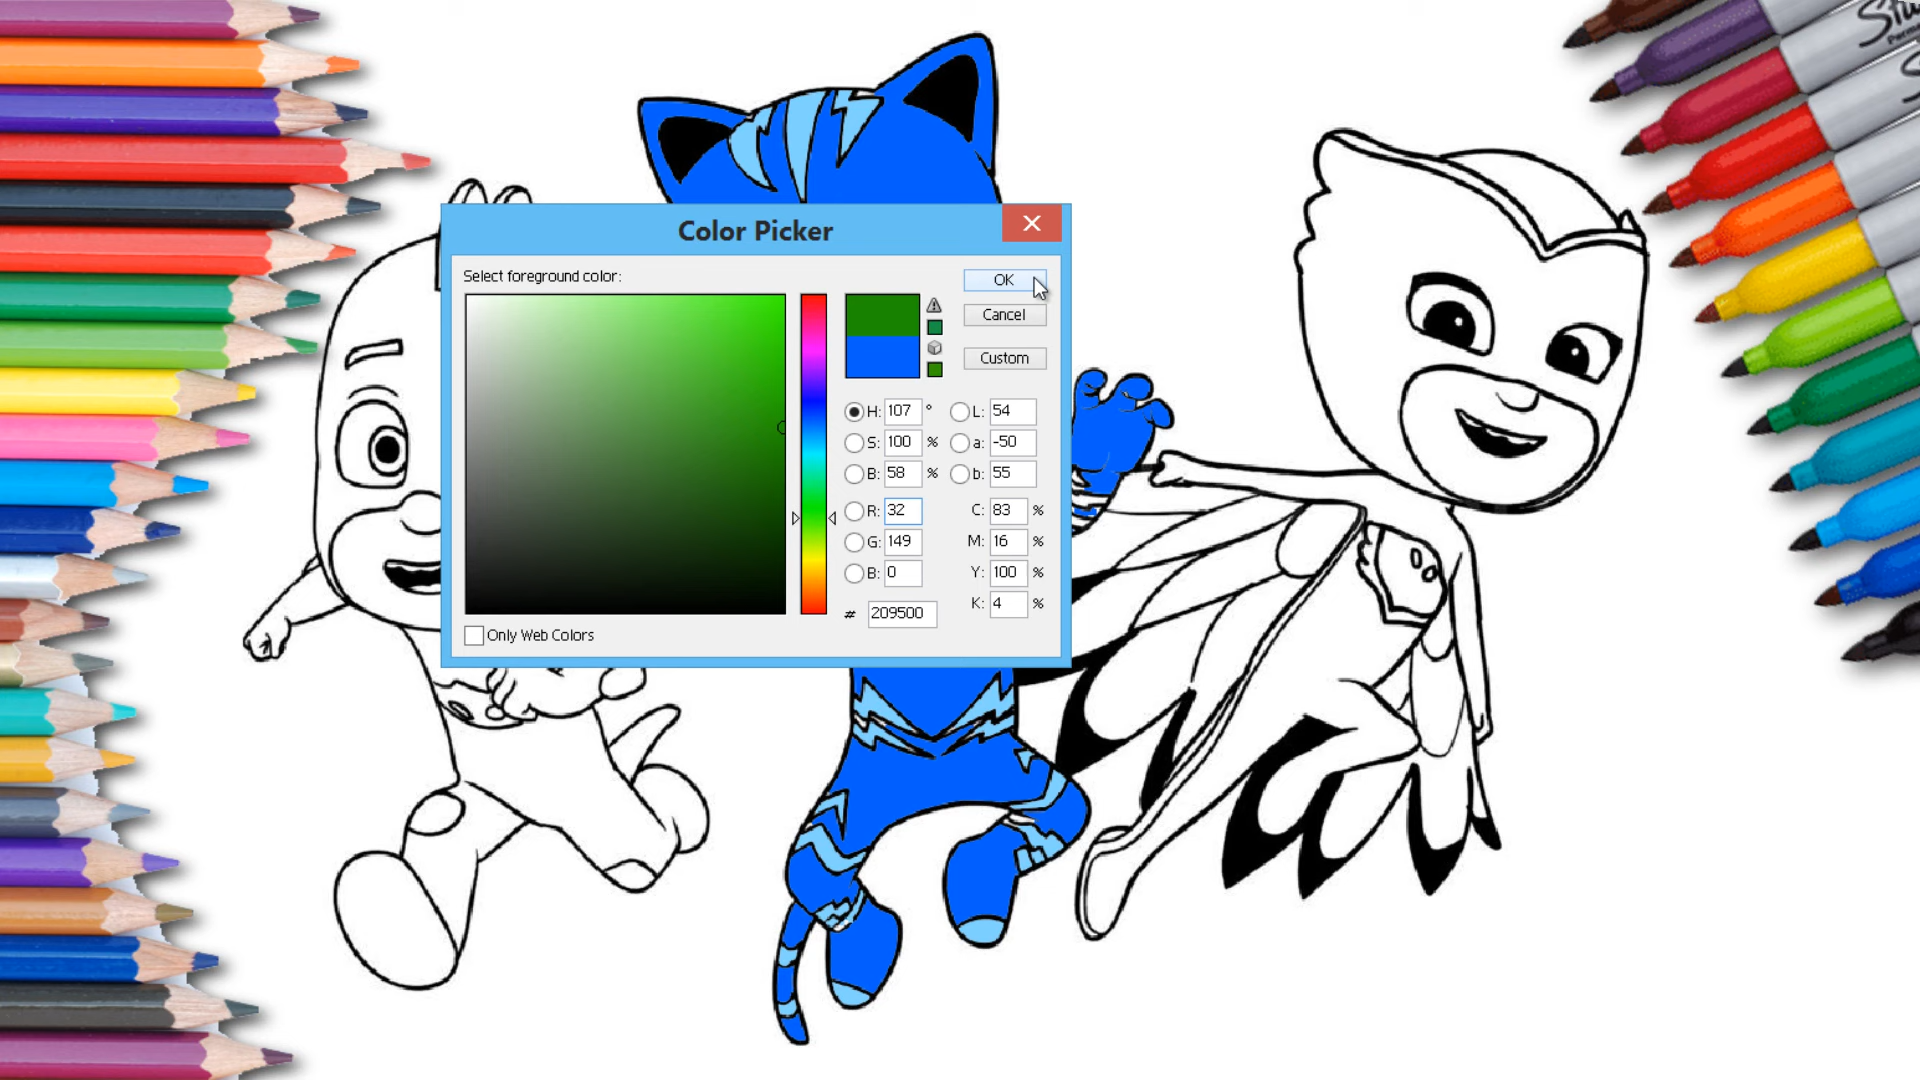 Color Picker
Select foreground color:
OK
Cancel
Custom
H: 107 °
L: 54
S: 100 %
a: -50
B: 58 %
b: 55
R: 32
C: 83 %
G: 149
M: 16 %
B: 0
Y: 100 %
# 209500
K: 4 %
Only Web Colors